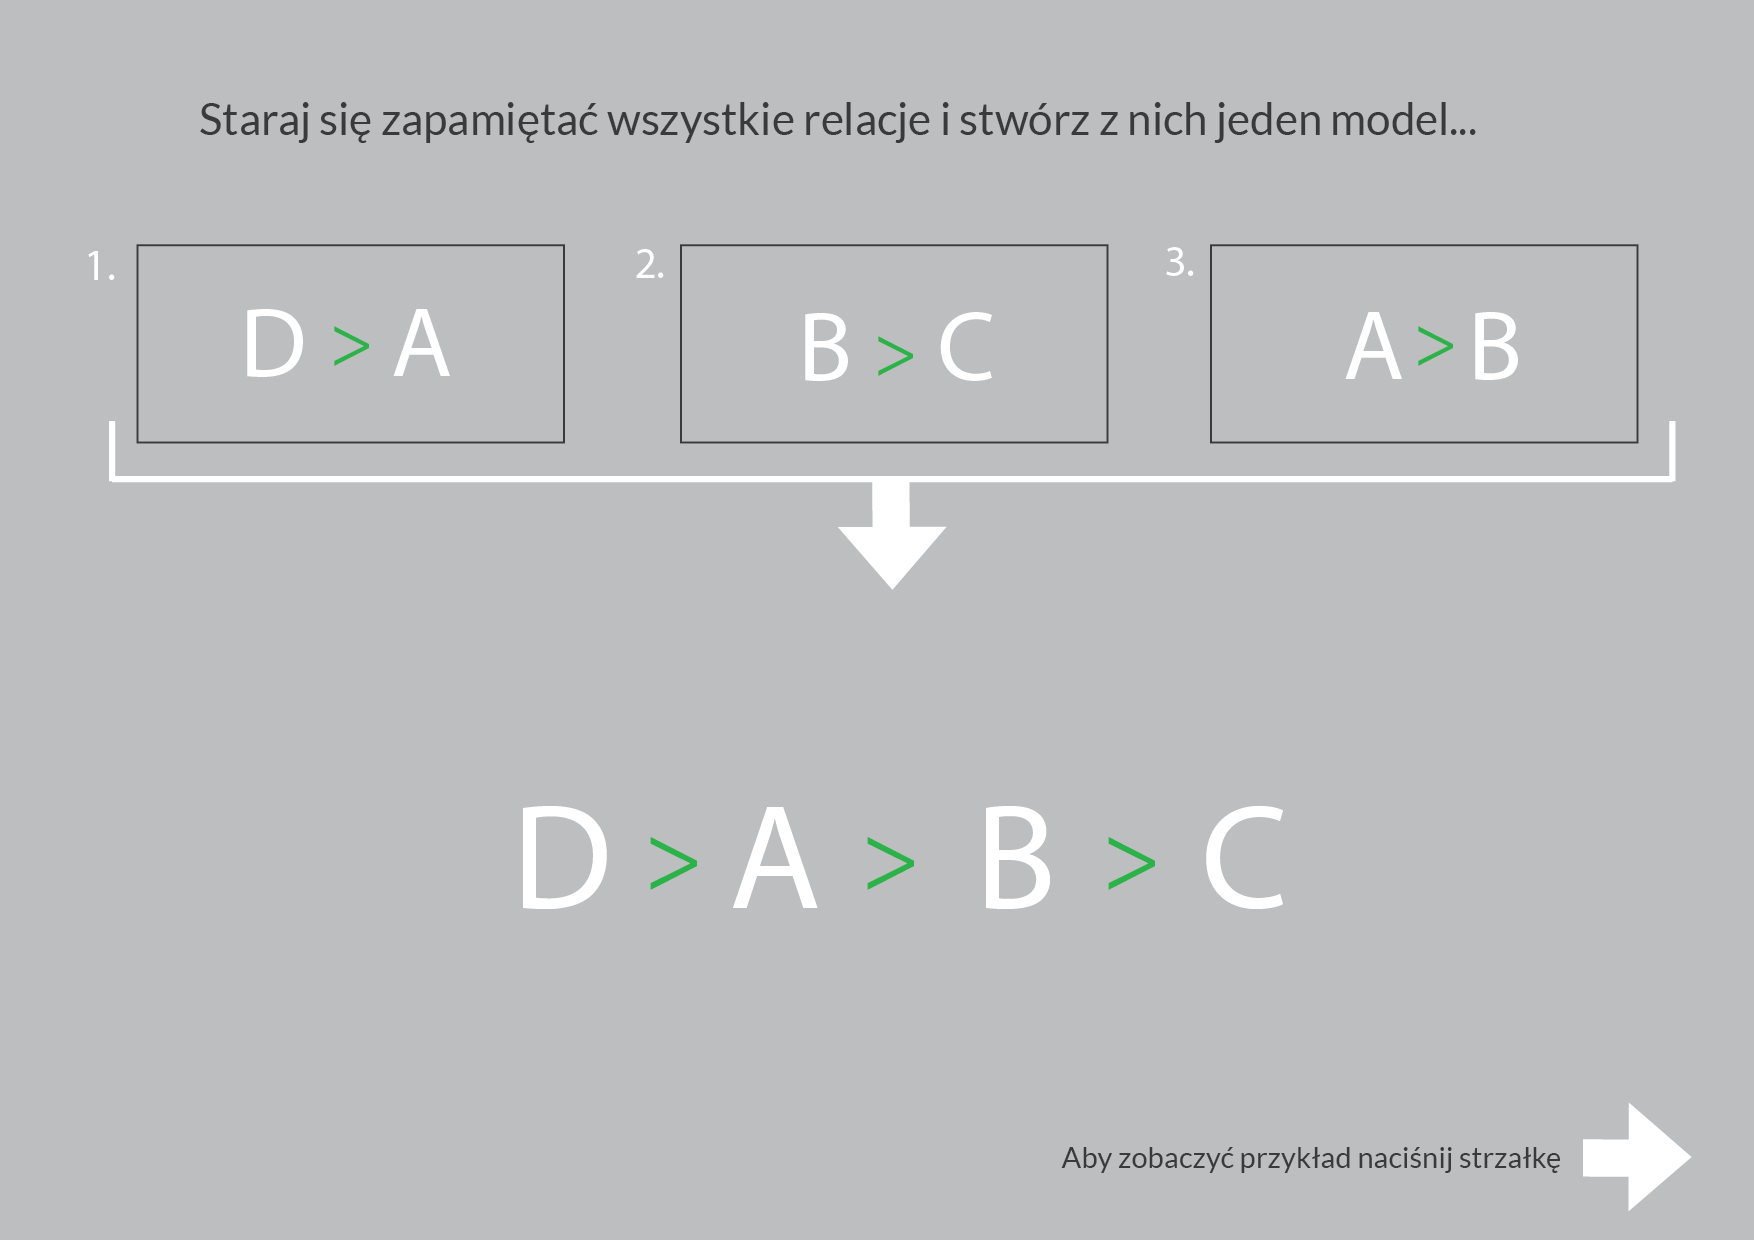 Staraj się zapamiętać wszystkie relacje i stwórz z nich jeden model...
1. D > A
2. B > C
3. A > B
D > A > B > C
Aby zobaczyć przykład naciśnij strzałkę